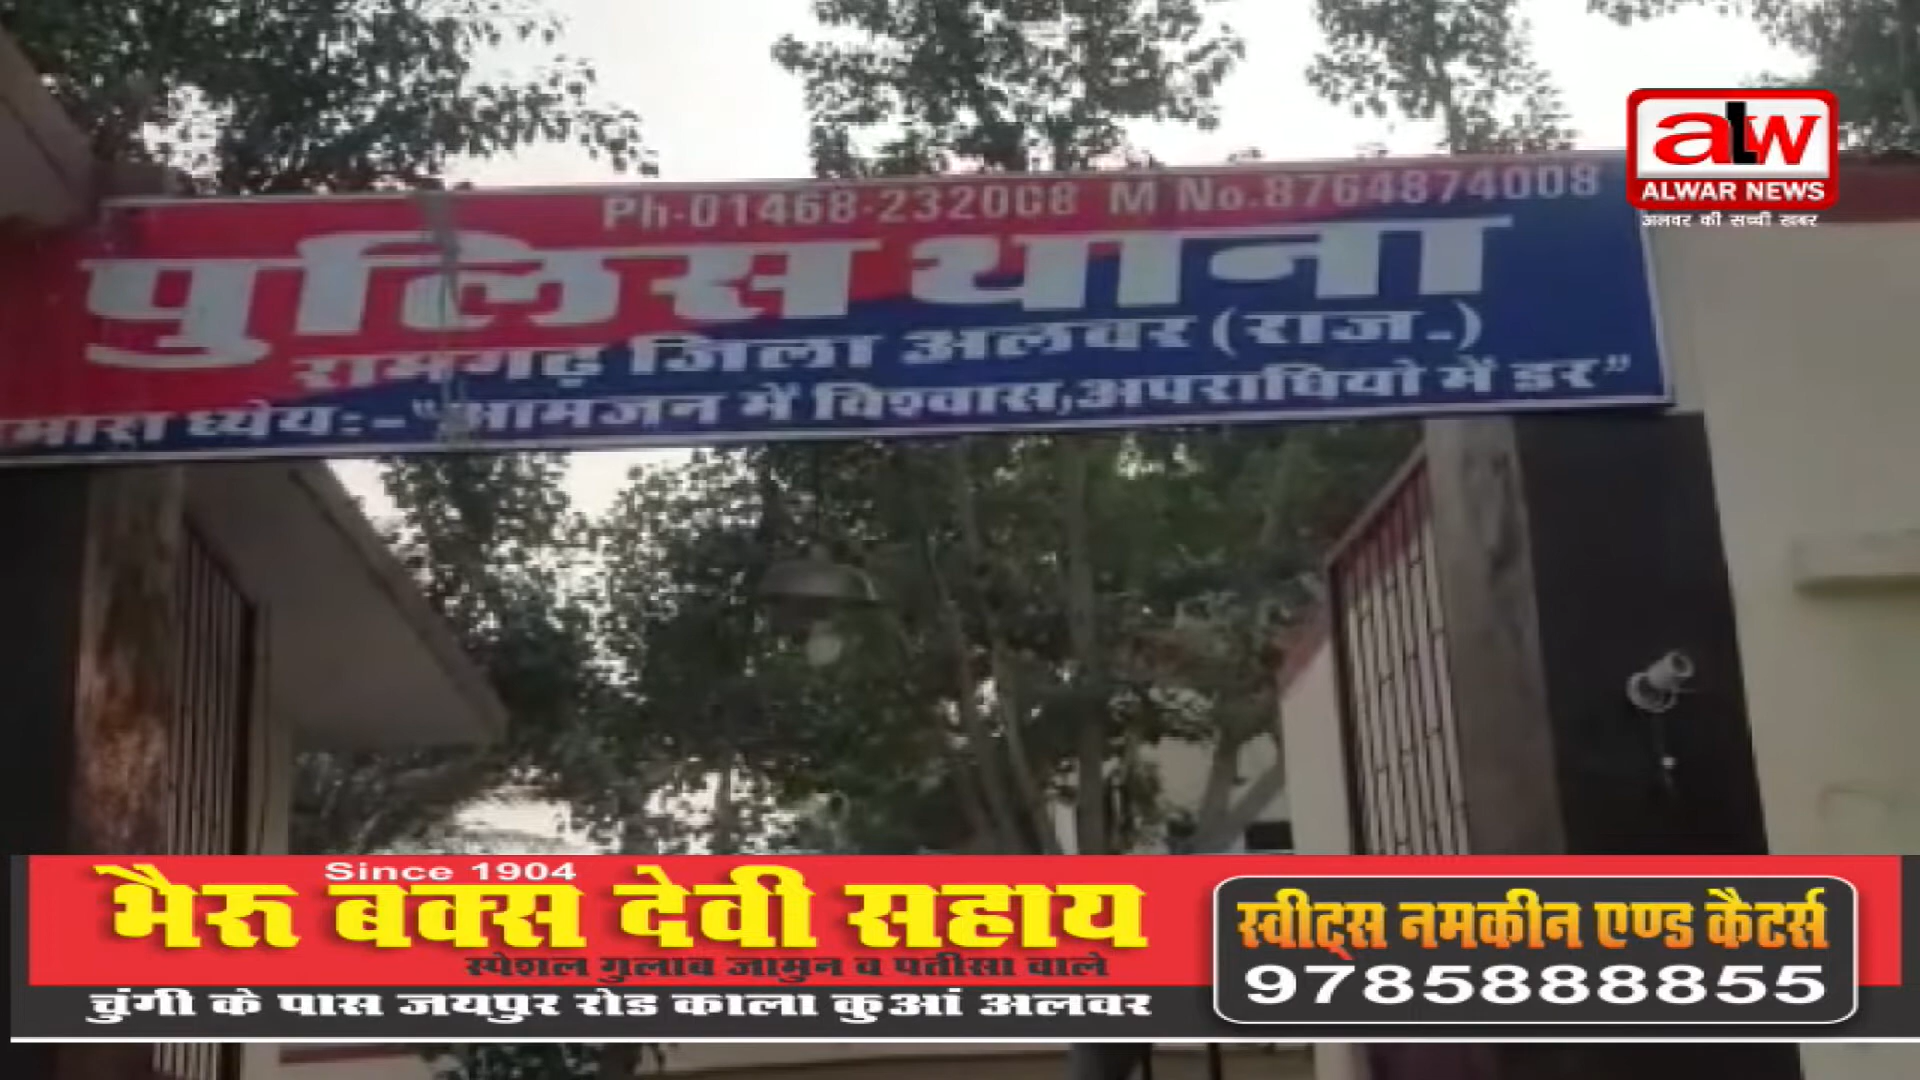 Ph-01468-232008 M No.8764874008
पुलिस थाना
रामगढ़ जिला अलवर (राज.)
हमारा ध्येय:-"आमजन में विश्वास,अपराधियो में डर"
alw
ALWAR NEWS
अलवर की सच्ची खबर
Since 1904
भैरू बक्स देवी सहाय
स्पेशल गुलाब जामुन व पतीसा वाले
चुंगी के पास जयपुर रोड काला कुआं अलवर
स्वीट्स नमकीन एण्ड कैटर्स
9785888855